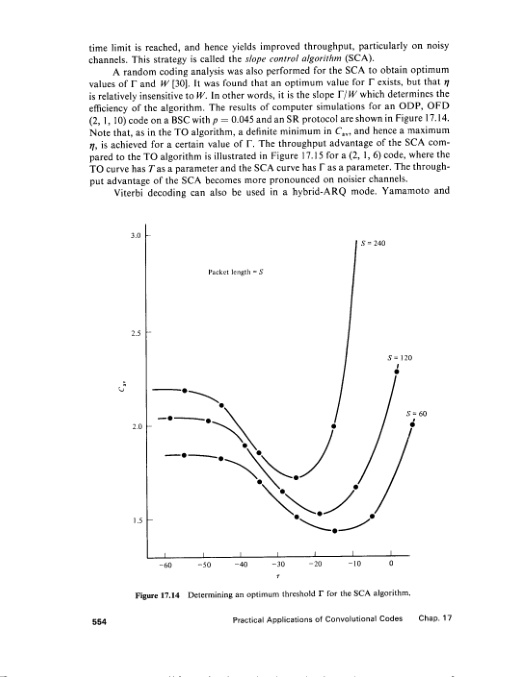 time limit is reached, and hence yields improved throughput, particularly on noisy
channels. This strategy is called the slope control algorithm (SCA).
A random coding analysis was also performed for the SCA to obtain optimum
values of Γ and W [30]. It was found that an optimum value for Γ exists, but that η
is relatively insensitive to W. In other words, it is the slope Γ/W which determines the
efficiency of the algorithm. The results of computer simulations for an ODP, OFD
(2, 1, 10) code on a BSC with p = 0.045 and an SR protocol are shown in Figure 17.14.
Note that, as in the TO algorithm, a definite minimum in C_av, and hence a maximum
η, is achieved for a certain value of Γ. The throughput advantage of the SCA com-
pared to the TO algorithm is illustrated in Figure 17.15 for a (2, 1, 6) code, where the
TO curve has T as a parameter and the SCA curve has Γ as a parameter. The through-
put advantage of the SCA becomes more pronounced on noisier channels.
Viterbi decoding can also be used in a hybrid-ARQ mode. Yamamoto and
3.0
S = 240
Packet length = S
2.5
S = 120
C_av
S = 60
2.0
1.5
−60 −50 −40 −30 −20 −10 0
Figure 17.14 Determining an optimum threshold Γ for the SCA algorithm.
554 Practical Applications of Convolutional Codes Chap. 17